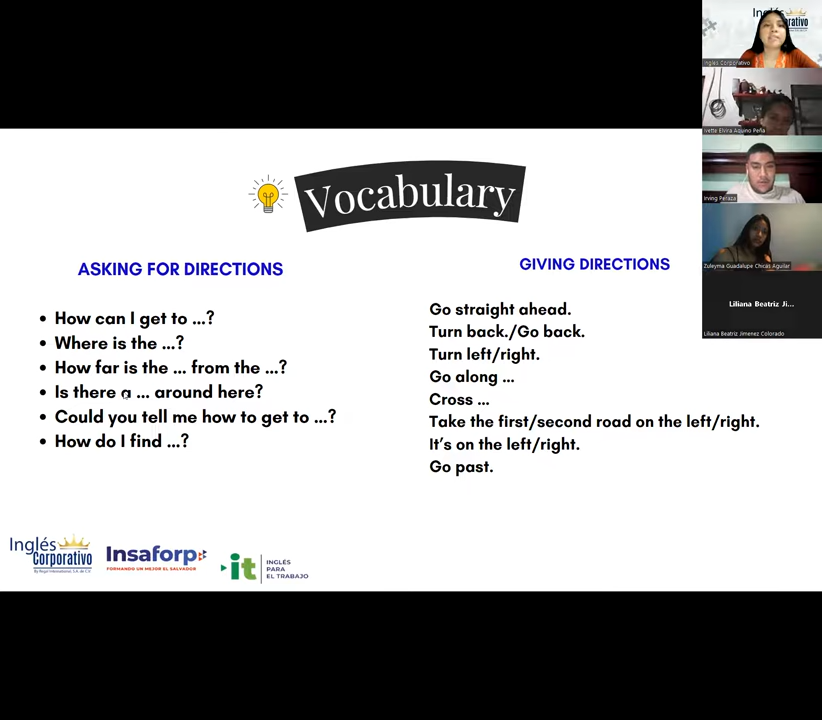 Vocabulary
ASKING FOR DIRECTIONS
How can I get to ...?
Where is the ...?
How far is the ... from the ...?
Is there a ... around here?
Could you tell me how to get to ...?
How do I find ...?
GIVING DIRECTIONS
Go straight ahead.
Turn back./Go back.
Turn left/right.
Go along ...
Cross ...
Take the first/second road on the left/right.
It's on the left/right.
Go past.
Inglés
Corporativo
Insaforp
FORMANDO UN MEJOR EL SALVADOR
it
INGLÉS
PARA
EL TRABAJO
Inglés Corporativo
Ivette Elvira Aquino Peña
Irving Peraza
Zuleyma Guadalupe Chicas Aguilar
Liliana Beatriz Ji...
Liliana Beatriz Jimenez Colorado